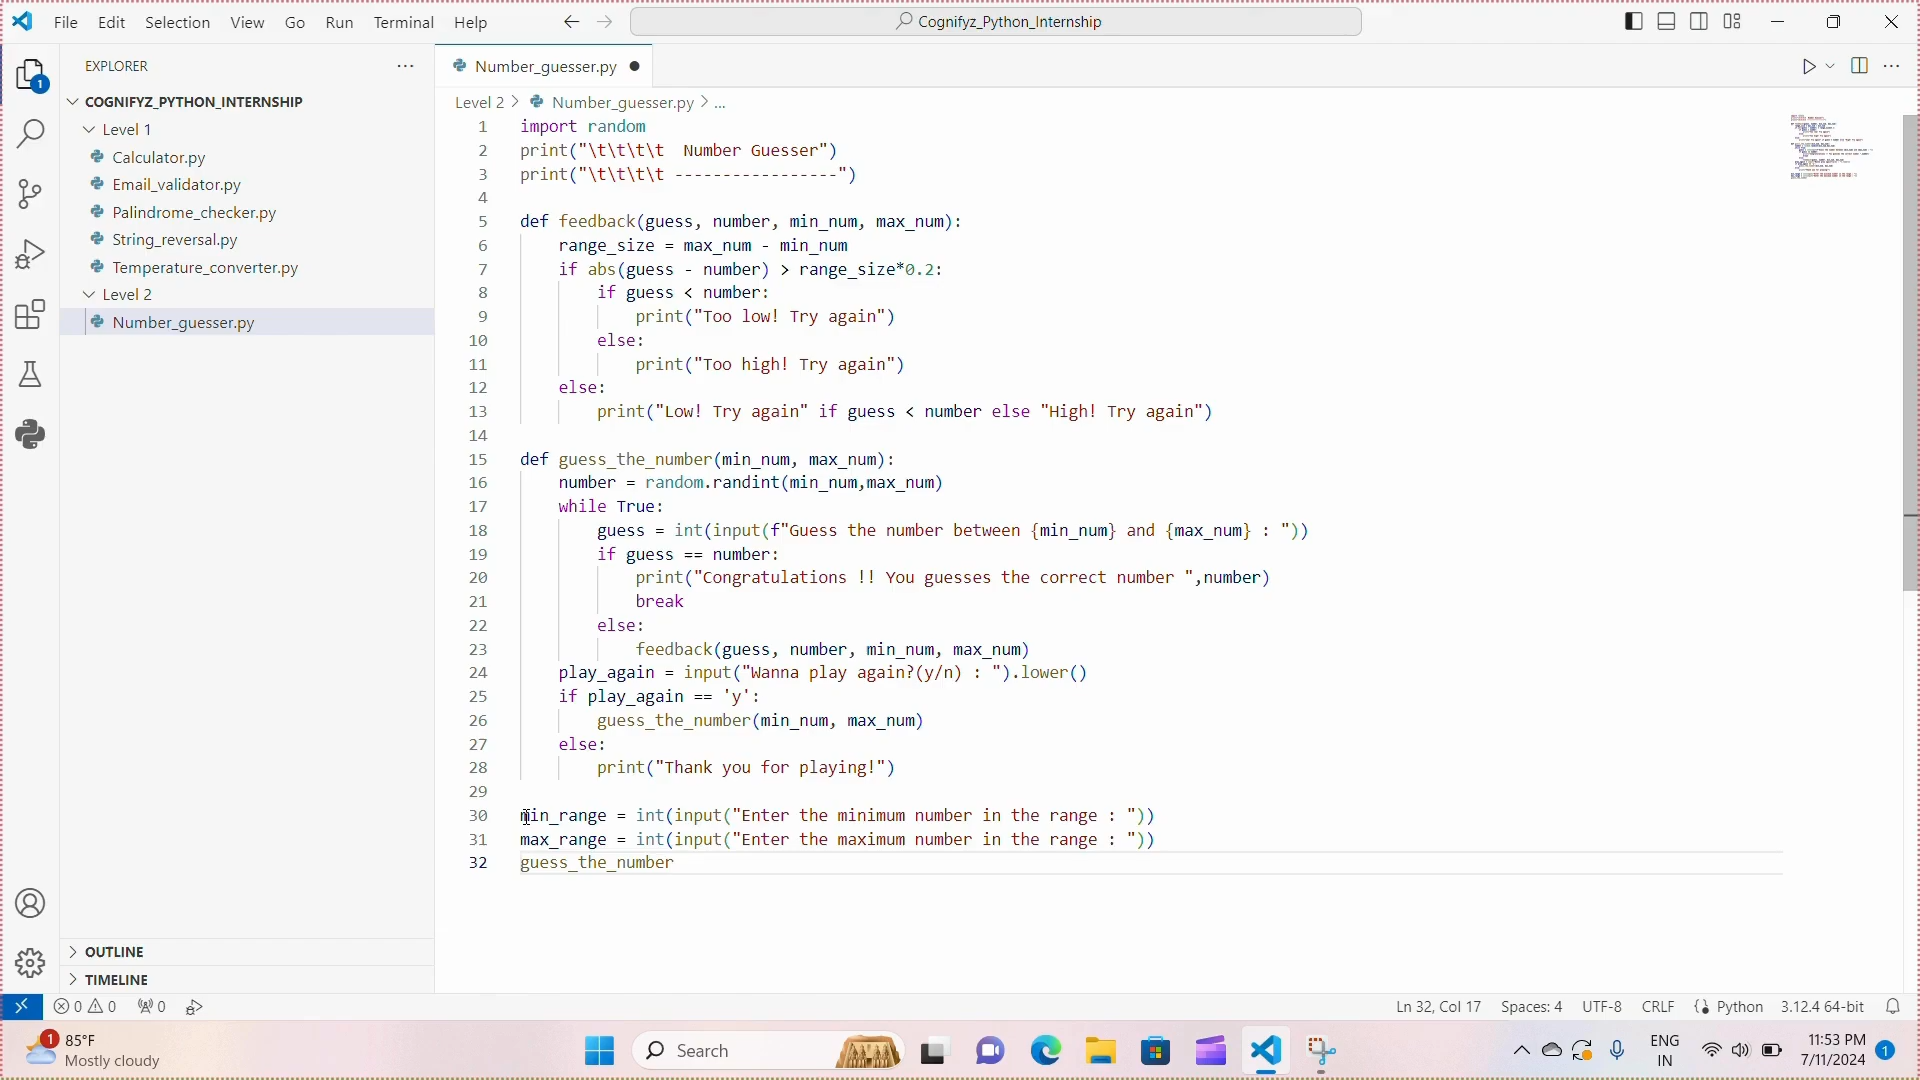 File Edit Selection View Go Run Terminal Help
Cognifyz_Python_Internship
EXPLORER
COGNIFYZ_PYTHON_INTERNSHIP
Level 1
Calculator.py
Email_validator.py
Palindrome_checker.py
String_reversal.py
Temperature_converter.py
Level 2
Number_guesser.py
OUTLINE
TIMELINE
1
Number_guesser.py
Level 2 > Number_guesser.py > ...
1 import random
2 print("\t\t\t\t  Number Guesser")
3 print("\t\t\t\t -----------------")
4
5 def feedback(guess, number, min_num, max_num):
6     range_size = max_num - min_num
7     if abs(guess - number) > range_size*0.2:
8         if guess < number:
9             print("Too low! Try again")
10         else:
11             print("Too high! Try again")
12     else:
13         print("Low! Try again" if guess < number else "High! Try again")
14
15 def guess_the_number(min_num, max_num):
16     number = random.randint(min_num,max_num)
17     while True:
18         guess = int(input(f"Guess the number between {min_num} and {max_num} : "))
19         if guess == number:
20             print("Congratulations !! You guesses the correct number ",number)
21             break
22         else:
23             feedback(guess, number, min_num, max_num)
24     play_again = input("Wanna play again?(y/n) : ").lower()
25     if play_again == 'y':
26         guess_the_number(min_num, max_num)
27     else:
28         print("Thank you for playing!")
29
30 min_range = int(input("Enter the minimum number in the range : "))
31 max_range = int(input("Enter the maximum number in the range : "))
32 guess_the_number
0 0 0
Ln 32, Col 17 Spaces: 4 UTF-8 CRLF Python 3.12.4 64-bit
1
85°F
Mostly cloudy
Search
ENG
IN
11:53 PM
7/11/2024
1